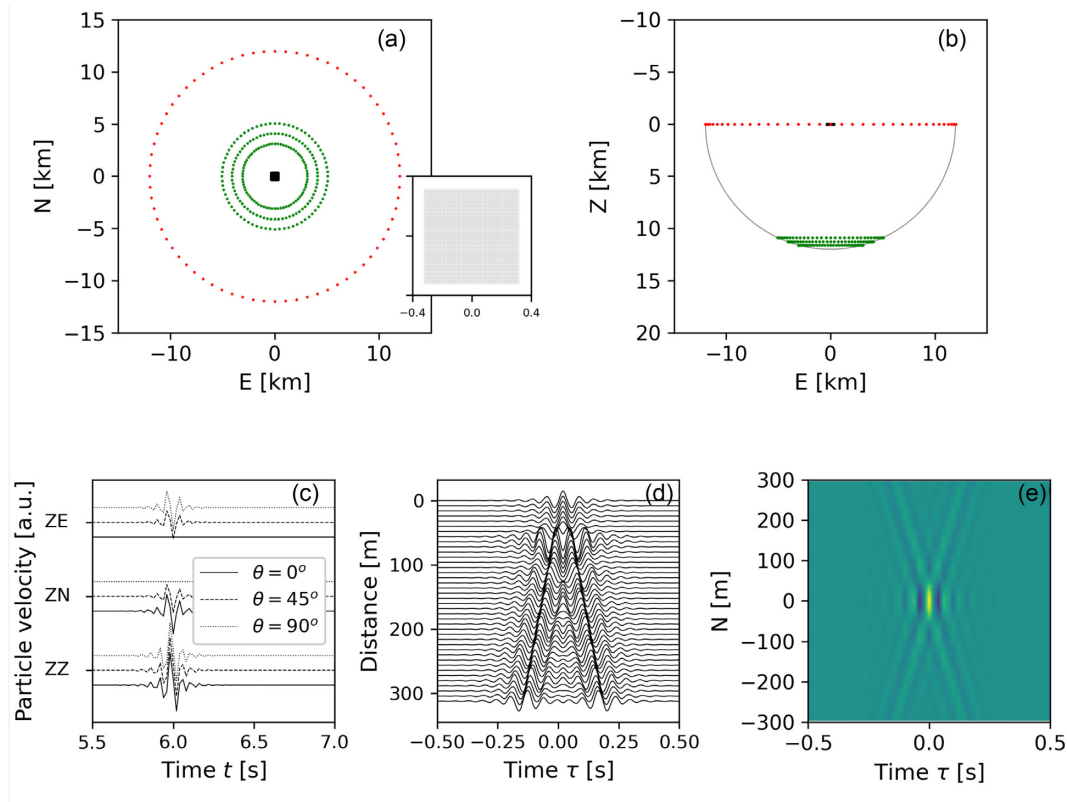 (a)
15
10
5
0
−5
−10
−15
N [km]
−10
0
10
E [km]
−0.4
0.0
0.4
(b)
−10
−5
0
5
10
15
20
Z [km]
−10
0
10
E [km]
(c)
ZE
ZN
ZZ
Particle velocity [a.u.]
θ = 0°
θ = 45°
θ = 90°
5.5
6.0
6.5
7.0
Time t [s]
(d)
0
100
200
300
Distance [m]
−0.50
−0.25
0.00
0.25
0.50
Time τ [s]
(e)
300
200
100
0
−100
−200
−300
N [m]
−0.5
0.0
0.5
Time τ [s]